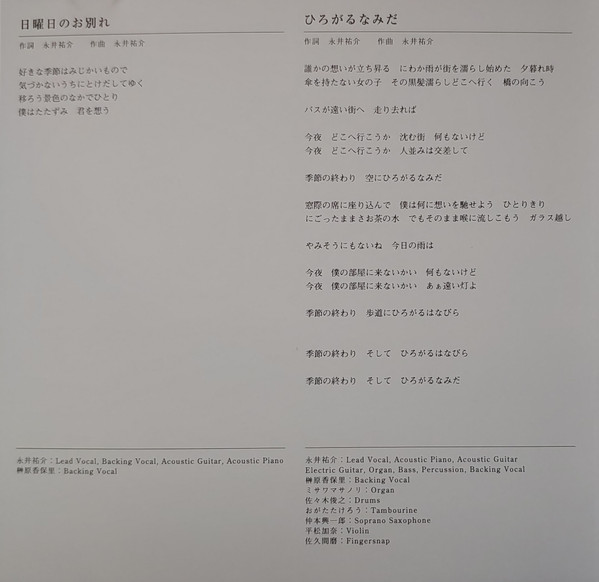 日曜日のお別れ
作詞　永井祐介　　作曲　永井祐介
好きな季節はみじかいもので
気づかないうちにとけだしてゆく
移ろう景色のなかでひとり
僕はたたずみ　君を想う
永井祐介：Lead Vocal, Backing Vocal, Acoustic Guitar, Acoustic Piano
榊原香保里：Backing Vocal
ひろがるなみだ
作詞　永井祐介　　作曲　永井祐介
誰かの想いが立ち昇る　にわか雨が街を濡らし始めた　夕暮れ時
傘を持たない女の子　その黒髪濡らしどこへ行く　橋の向こう
バスが遠い街へ　走り去れば
今夜　どこへ行こうか　沈む街　何もないけど
今夜　どこへ行こうか　人並みは交差して
季節の終わり　空にひろがるなみだ
窓際の席に座り込んで　僕は何に想いを馳せよう　ひとりきり
にごったままさお茶の水　でもそのまま喉に流しこもう　ガラス越し
やみそうにもないね　今日の雨は
今夜　僕の部屋に来ないかい　何もないけど
今夜　僕の部屋に来ないかい　あぁ遠い灯よ
季節の終わり　歩道にひろがるはなびら
季節の終わり　そして　ひろがるはなびら
季節の終わり　そして　ひろがるなみだ
永井祐介：Lead Vocal, Acoustic Piano, Acoustic Guitar
Electric Guitar, Organ, Bass, Percussion, Backing Vocal
榊原香保里：Backing Vocal
ミサワマサノリ：Organ
佐々木俊之：Drums
おがたたけろう：Tambourine
仲本興一郎：Soprano Saxophone
平松加奈：Violin
佐久間磨：Fingersnap